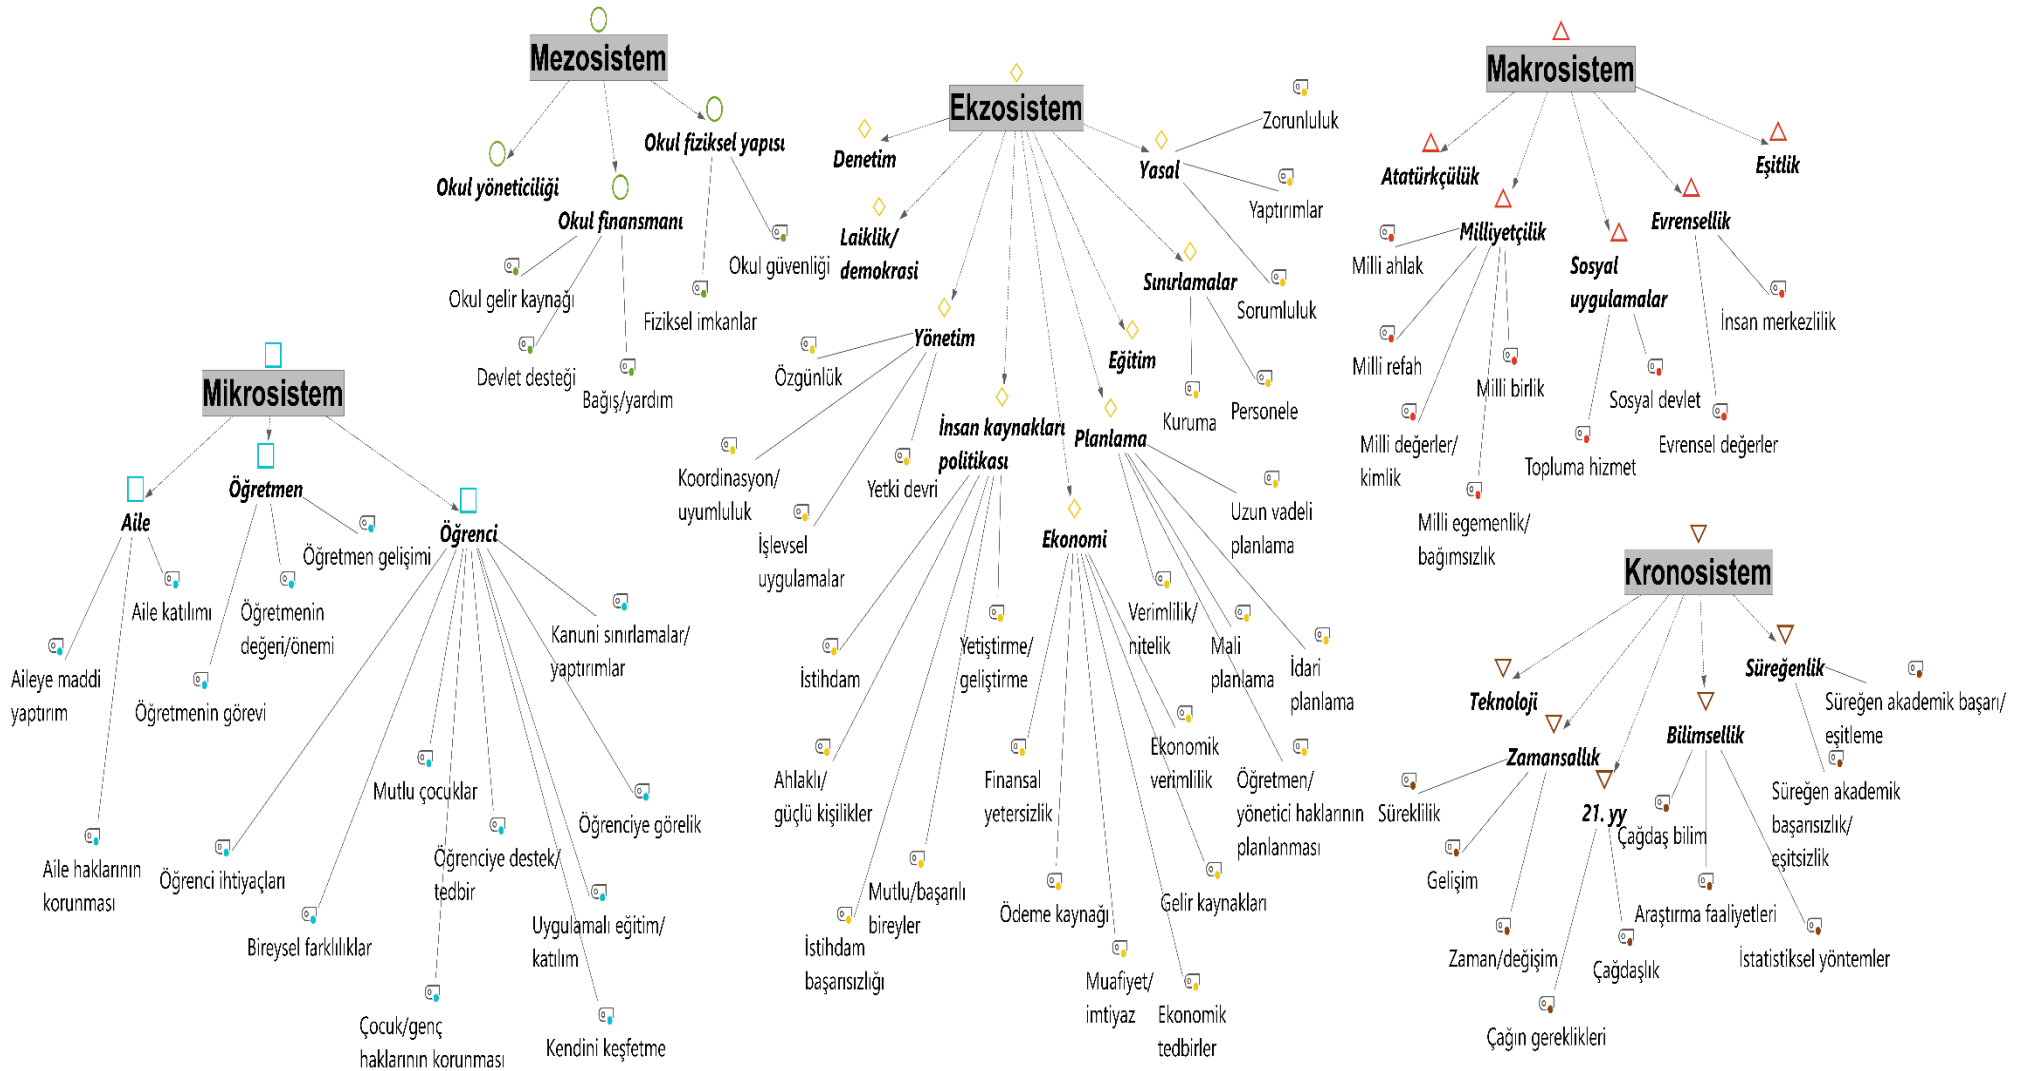 Mezosistem
Okul yöneticiliği
Okul finansmanı
Okul fiziksel yapısı
Okul gelir kaynağı
Devlet desteği
Bağış/yardım
Fiziksel imkanlar
Okul güvenliği
Mikrosistem
Aile
Öğretmen
Öğrenci
Aileye maddi
yaptırım
Aile haklarının
korunması
Aile katılımı
Öğretmenin görevi
Öğretmenin
değeri/önemi
Öğretmen gelişimi
Öğrenci ihtiyaçları
Bireysel farklılıklar
Mutlu çocuklar
Çocuk/genç
haklarının korunması
Öğrenciye destek/
tedbir
Uygulamalı eğitim/
katılım
Kendini keşfetme
Öğrenciye görelik
Kanuni sınırlamalar/
yaptırımlar
Ekzosistem
Denetim
Laiklik/
demokrasi
Yönetim
Özgünlük
Koordinasyon/
uyumluluk
İşlevsel
uygulamalar
Yetki devri
İnsan kaynakları
politikası
İstihdam
Ahlaklı/
güçlü kişilikler
İstihdam
başarısızlığı
Mutlu/başarılı
bireyler
Yetiştirme/
geliştirme
Ekonomi
Finansal
yetersizlik
Ödeme kaynağı
Muafiyet/
imtiyaz
Ekonomik
tedbirler
Gelir kaynakları
Ekonomik
verimlilik
Planlama
Verimlilik/
nitelik
Mali
planlama
Öğretmen/
yönetici haklarının
planlanması
İdari
planlama
Uzun vadeli
planlama
Eğitim
Sınırlamalar
Kuruma
Personele
Yasal
Zorunluluk
Yaptırımlar
Sorumluluk
Makrosistem
Atatürkçülük
Milliyetçilik
Milli ahlak
Milli refah
Milli değerler/
kimlik
Milli egemenlik/
bağımsızlık
Milli birlik
Sosyal
uygulamalar
Topluma hizmet
Sosyal devlet
Evrensellik
Evrensel değerler
İnsan merkezlilik
Eşitlik
Kronosistem
Teknoloji
Zamansallık
Süreklilik
Gelişim
Zaman/değişim
21. yy
Çağın gereklikleri
Çağdaşlık
Bilimsellik
Çağdaş bilim
Araştırma faaliyetleri
İstatistiksel yöntemler
Süreğenlik
Süreğen akademik başarı/
eşitleme
Süreğen akademik
başarısızlık/
eşitsizlik